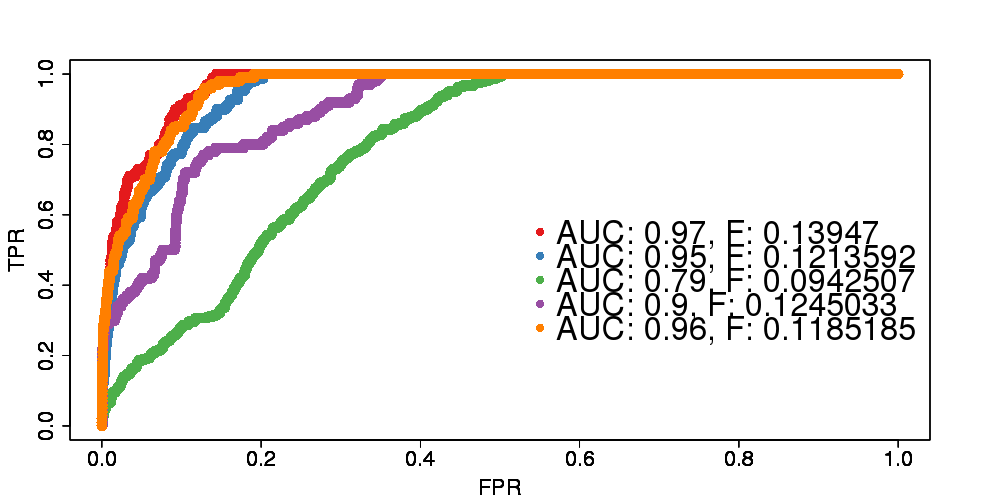 1.0
0.8
0.6
0.4
0.2
0.0
TPR
AUC: 0.97, F: 0.13947
AUC: 0.95, F: 0.1213592
AUC: 0.79, F: 0.0942507
AUC: 0.9, F: 0.1245033
AUC: 0.96, F: 0.1185185
0.0 0.2 0.4 0.6 0.8 1.0
FPR